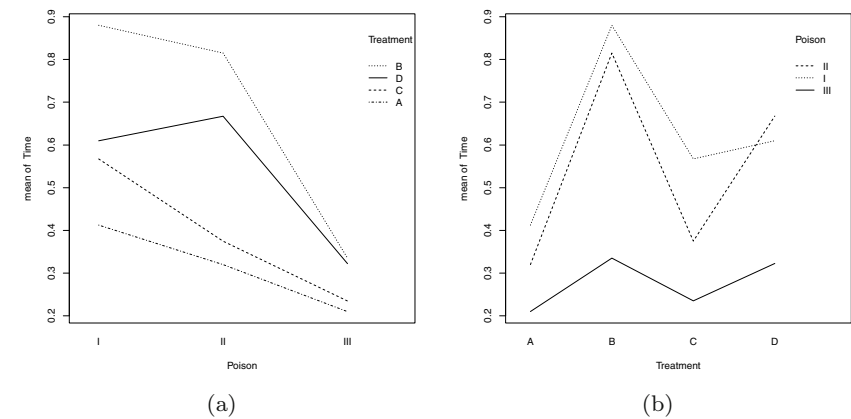 mean of Time
0.9
0.8
0.7
0.6
0.5
0.4
0.3
0.2
I
II
III
Poison
Treatment
B
D
C
A
(a)
mean of Time
0.9
0.8
0.7
0.6
0.5
0.4
0.3
0.2
A
B
C
D
Treatment
Poison
II
I
III
(b)